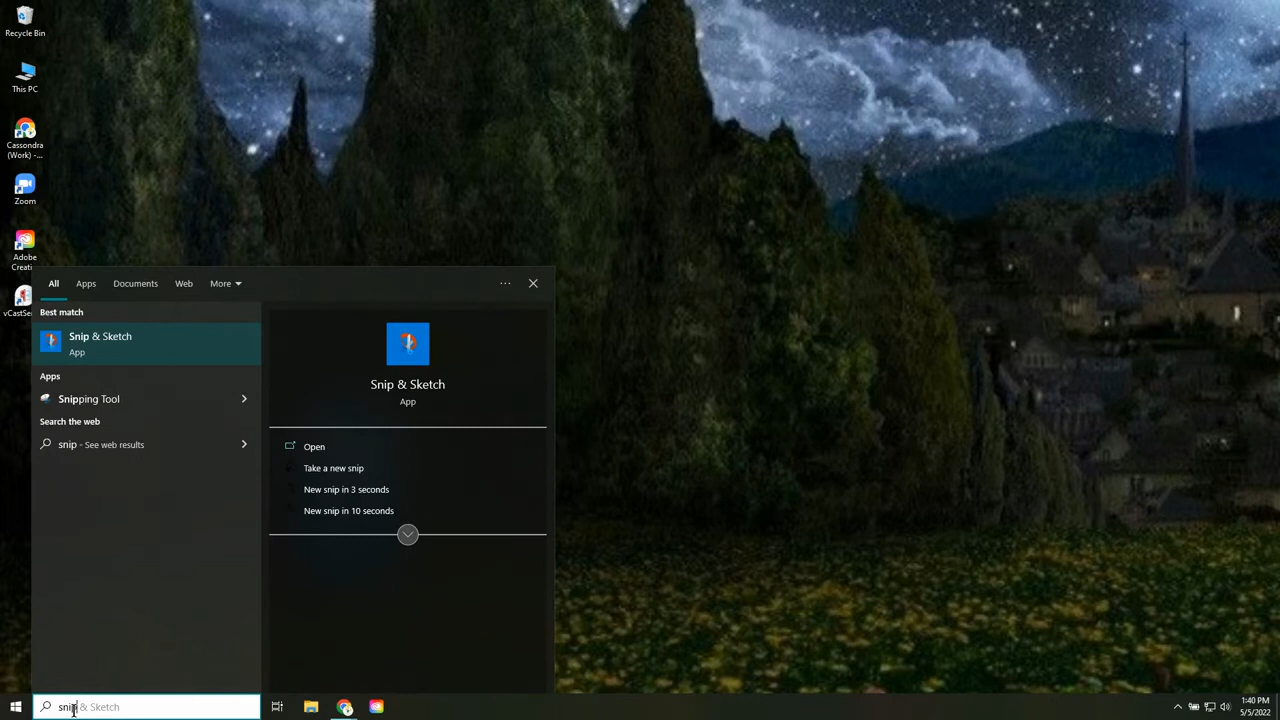 Recycle Bin
This PC
Cassondra
(Work) -...
Zoom
Adobe
Creati
vCastSe
All
Apps
Documents
Web
More
Best match
Snip & Sketch
App
Apps
Snipping Tool
Search the web
snip - See web results
Snip & Sketch
App
Open
Take a new snip
New snip in 3 seconds
New snip in 10 seconds
snip & Sketch
1:40 PM
5/5/2022